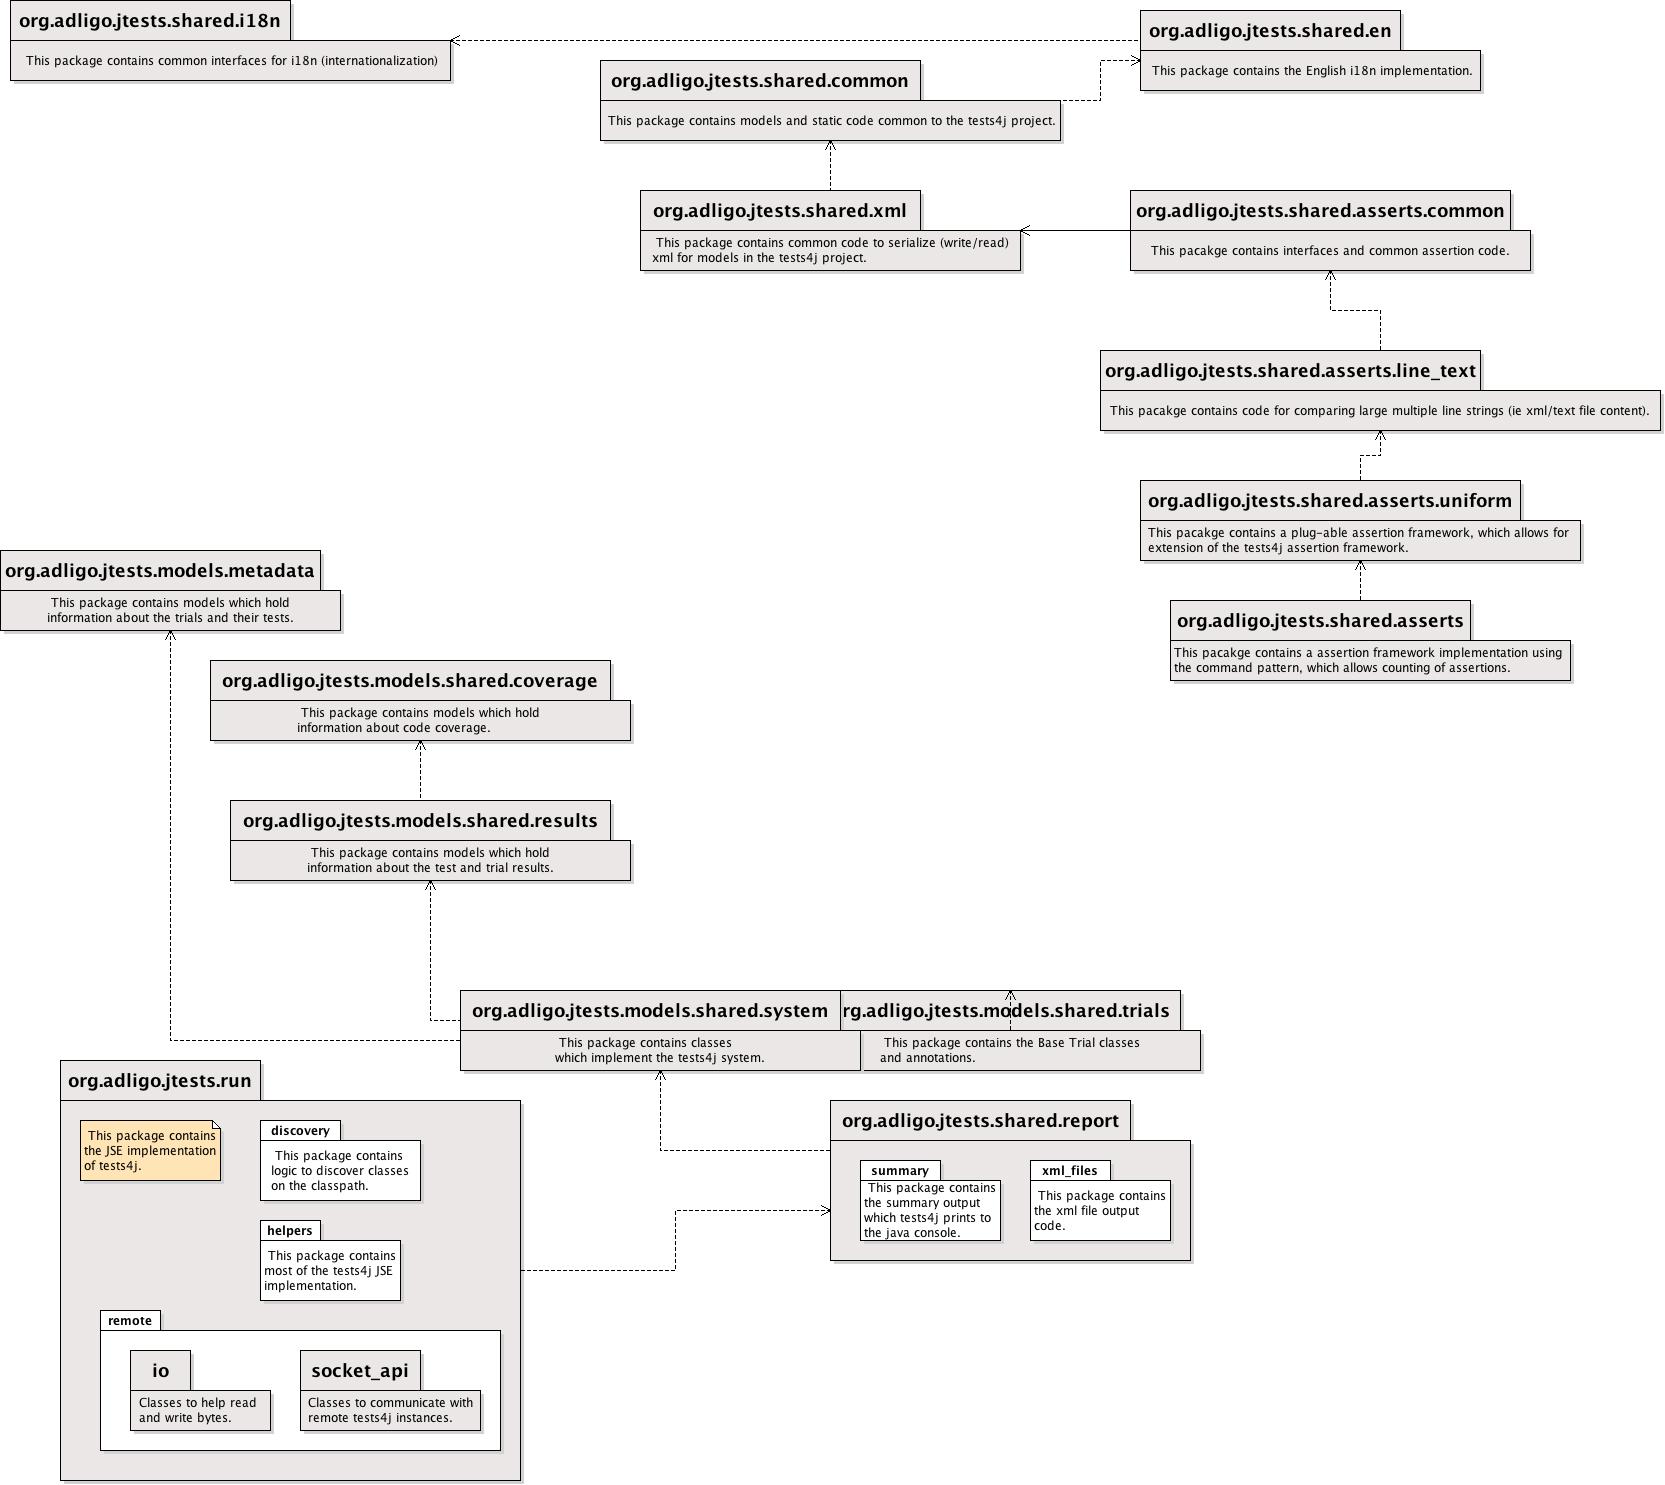 org.adligo.jtests.shared.i18n
This package contains common interfaces for i18n (internationalization)
org.adligo.jtests.shared.en
This package contains the English i18n implementation.
org.adligo.jtests.shared.common
This package contains models and static code common to the tests4j project.
org.adligo.jtests.shared.xml
This package contains common code to serialize (write/read)
xml for models in the tests4j project.
org.adligo.jtests.shared.asserts.common
This pacakge contains interfaces and common assertion code.
org.adligo.jtests.shared.asserts.line_text
This pacakge contains code for comparing large multiple line strings (ie xml/text file content).
org.adligo.jtests.shared.asserts.uniform
This pacakge contains a plug-able assertion framework, which allows for
extension of the tests4j assertion framework.
org.adligo.jtests.models.metadata
This package contains models which hold
information about the trials and their tests.
org.adligo.jtests.shared.asserts
This pacakge contains a assertion framework implementation using
the command pattern, which allows counting of assertions.
org.adligo.jtests.models.shared.coverage
This package contains models which hold
information about code coverage.
org.adligo.jtests.models.shared.results
This package contains models which hold
information about the test and trial results.
org.adligo.jtests.models.shared.system
This package contains classes
which implement the tests4j system.
rg.adligo.jtests.models.shared.trials
This package contains the Base Trial classes
and annotations.
org.adligo.jtests.run
This package contains
the JSE implementation
of tests4j.
discovery
This package contains
logic to discover classes
on the classpath.
helpers
This package contains
most of the tests4j JSE
implementation.
remote
io
Classes to help read
and write bytes.
socket_api
Classes to communicate with
remote tests4j instances.
org.adligo.jtests.shared.report
summary
This package contains
the summary output
which tests4j prints to
the java console.
xml_files
This package contains
the xml file output
code.